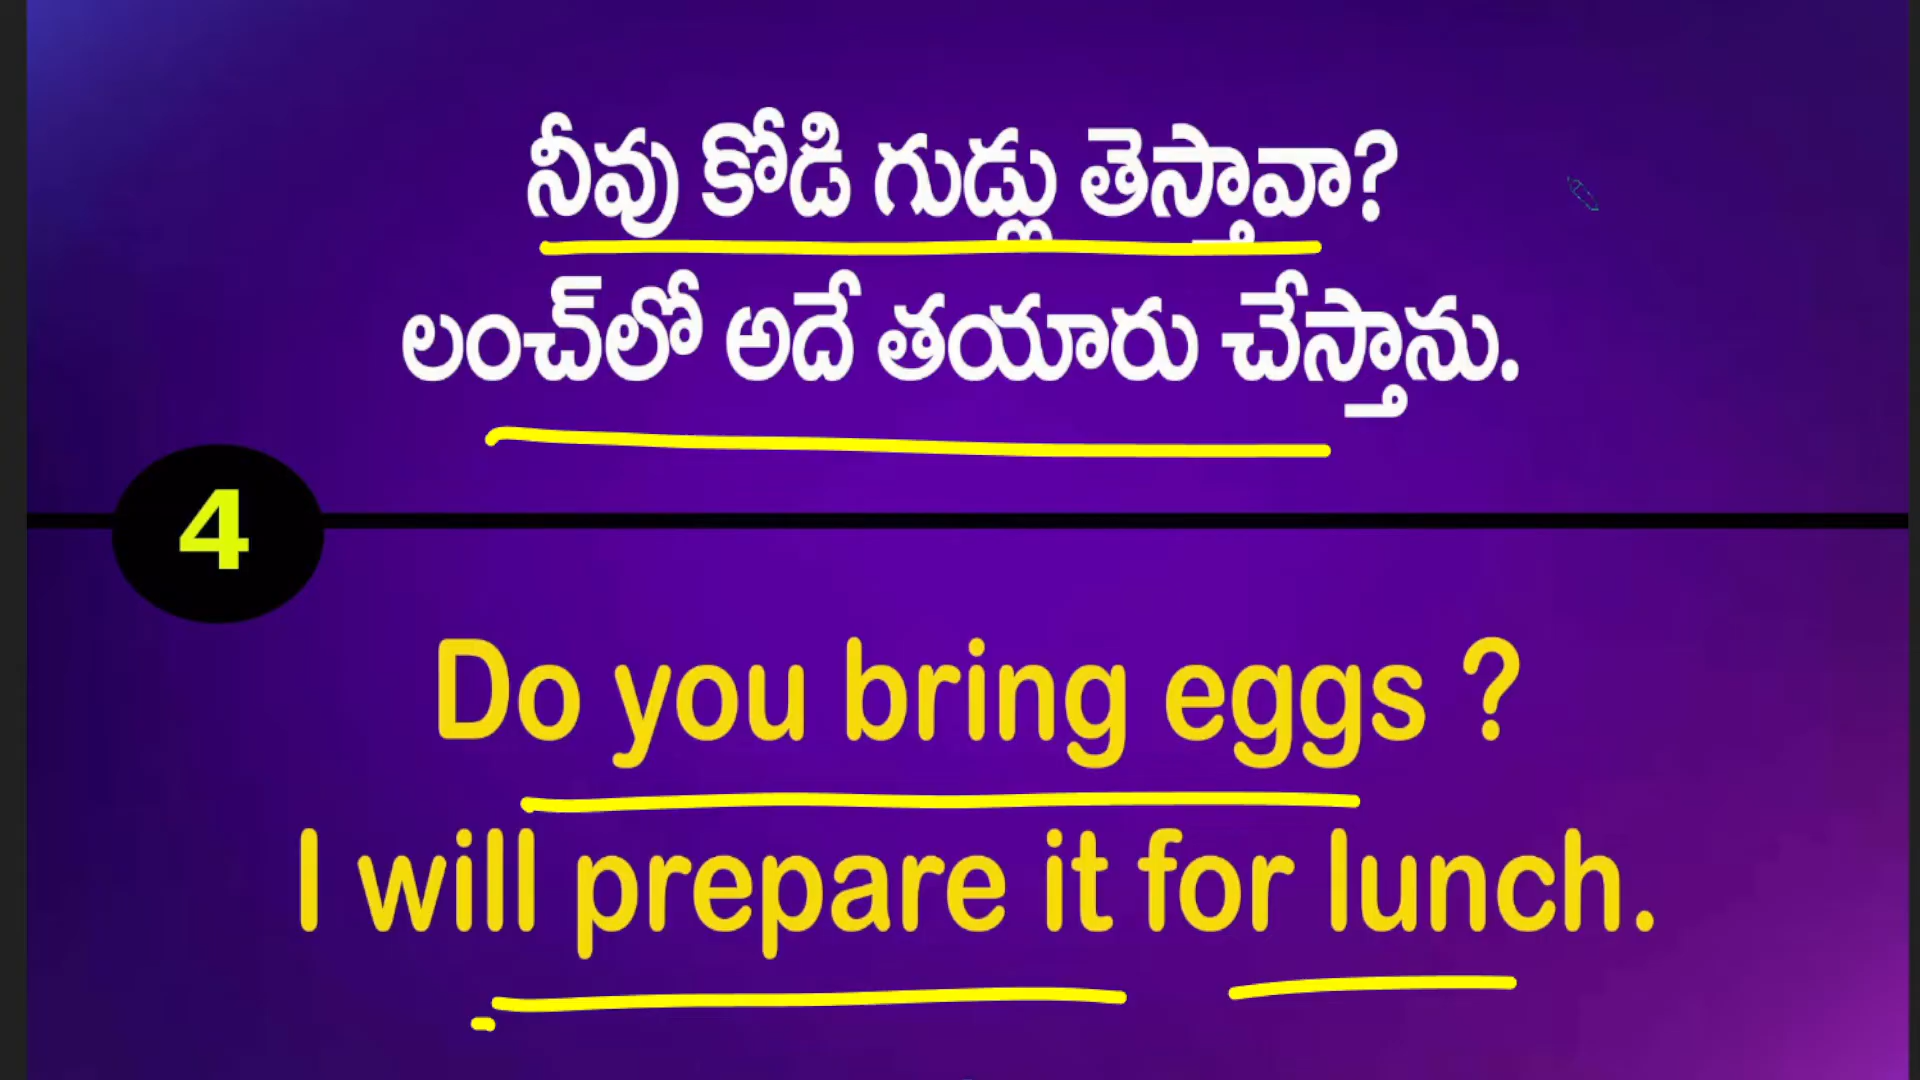 నీవు కోడి గుడ్లు తెస్తావా?
లంచ్‌లో అదే తయారు చేస్తాను.
4
Do you bring eggs ?
I will prepare it for lunch.